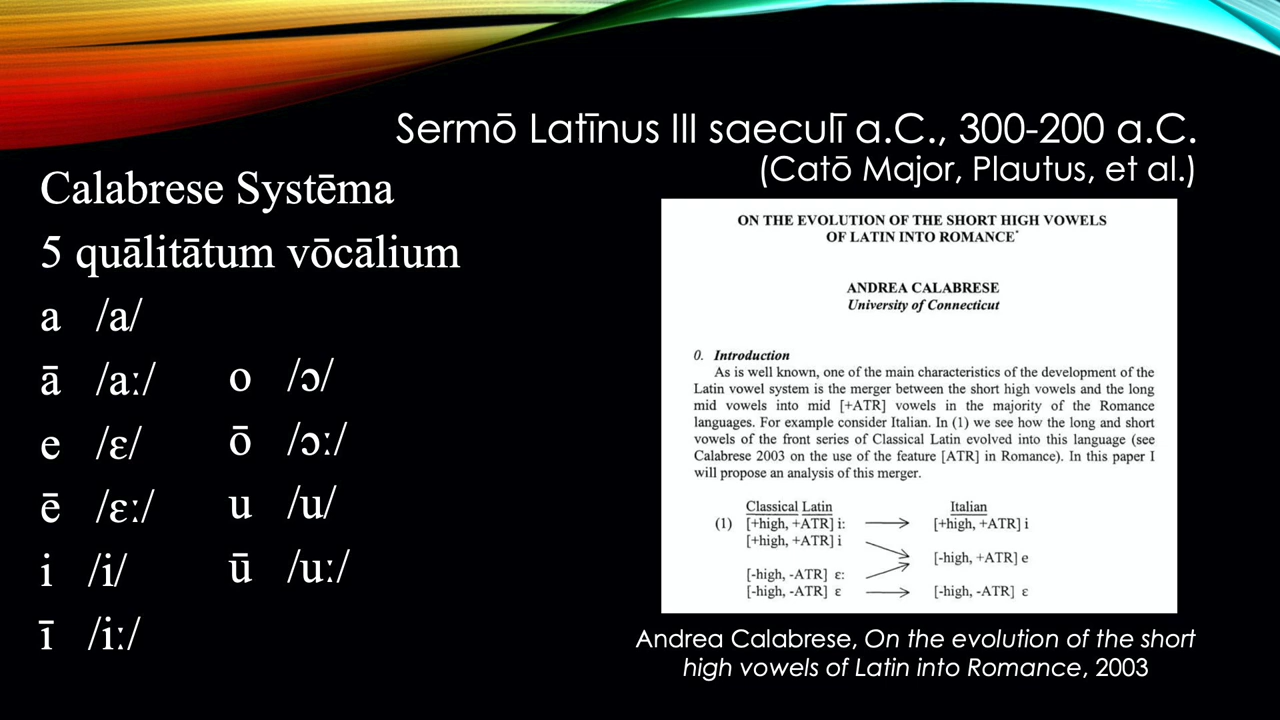 Sermō Latīnus III saeculī a.C., 300-200 a.C.
(Catō Major, Plautus, et al.)
Calabrese Systēma
5 quālitātum vōcālium
a /a/
ā /aː/
e /ɛ/
ē /ɛː/
i /i/
ī /iː/
o /ɔ/
ō /ɔː/
u /u/
ū /uː/
ON THE EVOLUTION OF THE SHORT HIGH VOWELS
OF LATIN INTO ROMANCE*
ANDREA CALABRESE
University of Connecticut
0. Introduction
As is well known, one of the main characteristics of the development of the
Latin vowel system is the merger between the short high vowels and the long
mid vowels into mid [+ATR] vowels in the majority of the Romance
languages. For example consider Italian. In (1) we see how the long and short
vowels of the front series of Classical Latin evolved into this language (see
Calabrese 2003 on the use of the feature [ATR] in Romance). In this paper I
will propose an analysis of this merger.
Classical Latin Italian
(1) [+high, +ATR] i: → [+high, +ATR] i
[+high, +ATR] i
[-high, +ATR] e
[-high, -ATR] ɛ:
[-high, -ATR] ɛ → [-high, -ATR] ɛ
Andrea Calabrese, On the evolution of the short
high vowels of Latin into Romance, 2003